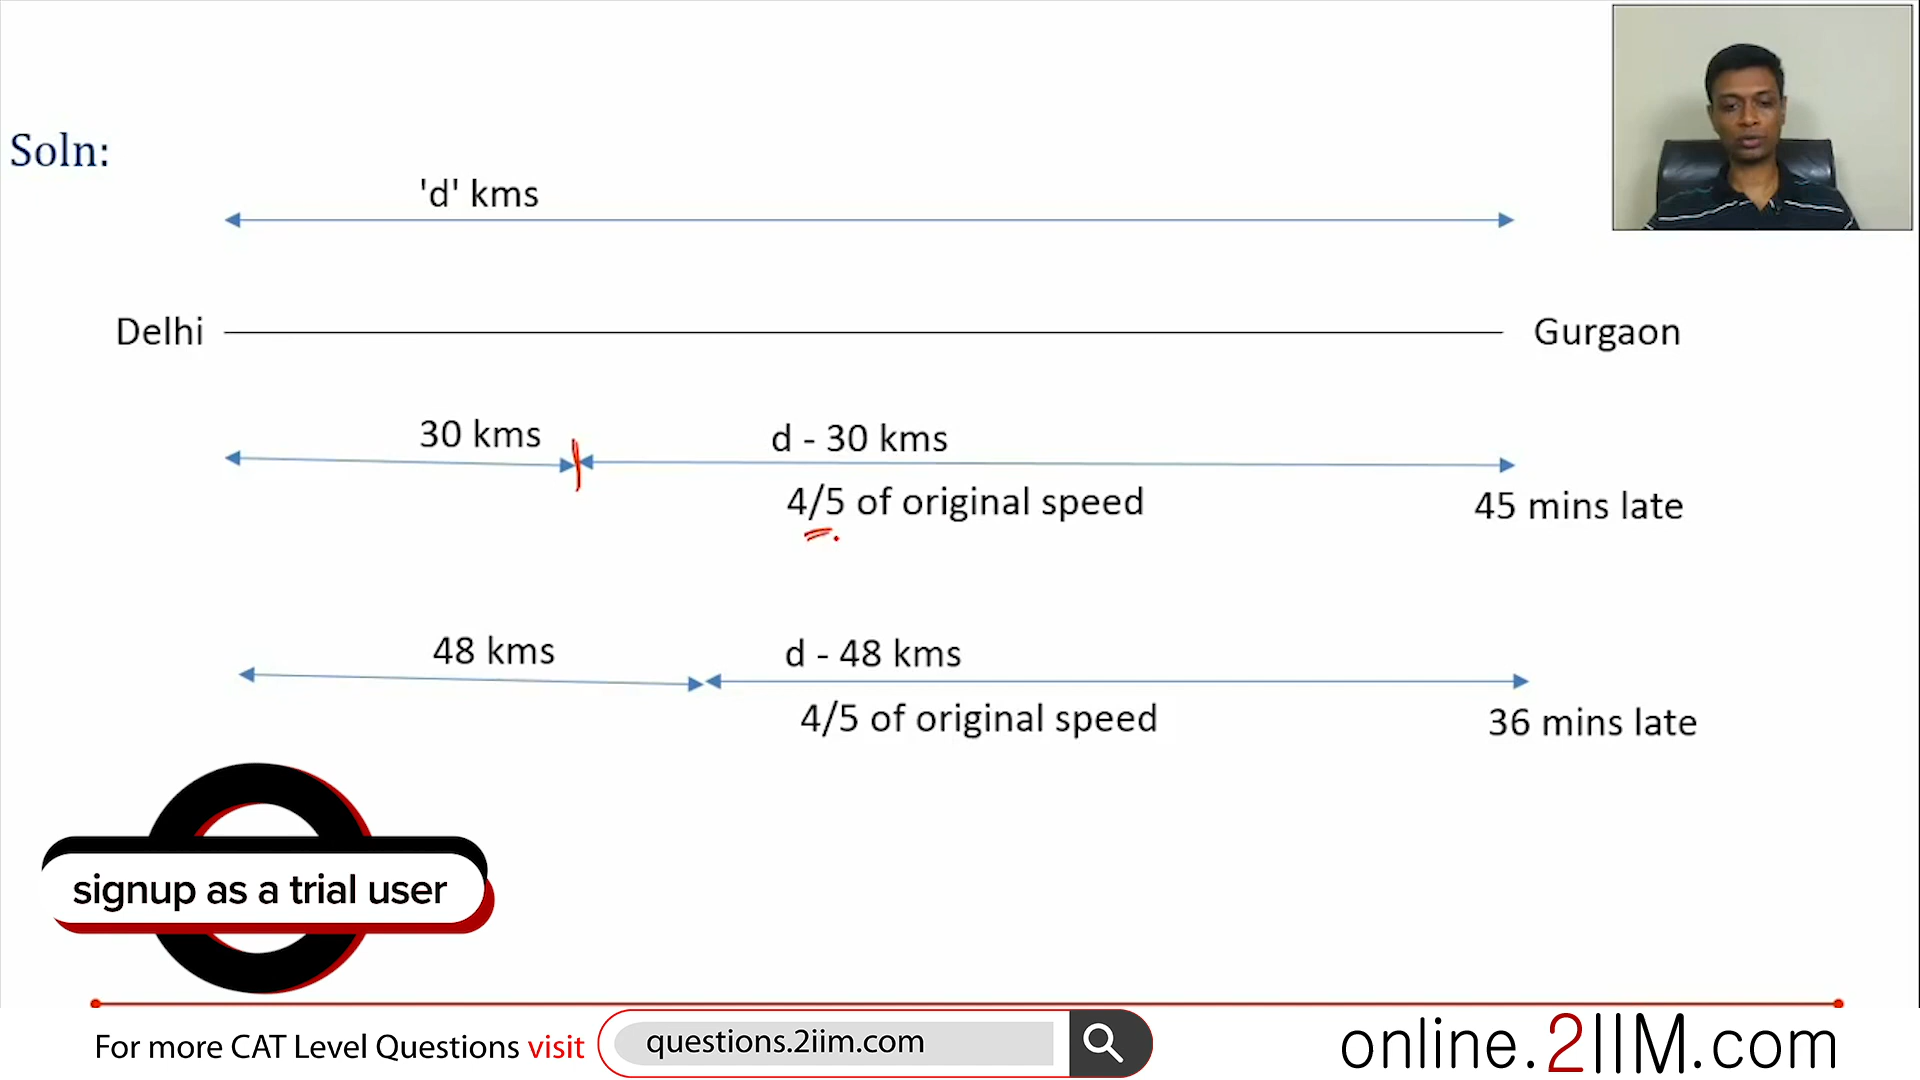 Soln:
'd' kms
Delhi
Gurgaon
30 kms
d - 30 kms
4/5 of original speed
45 mins late
48 kms
d - 48 kms
4/5 of original speed
36 mins late
signup as a trial user
For more CAT Level Questions visit
questions.2iim.com
online.2IIM.com